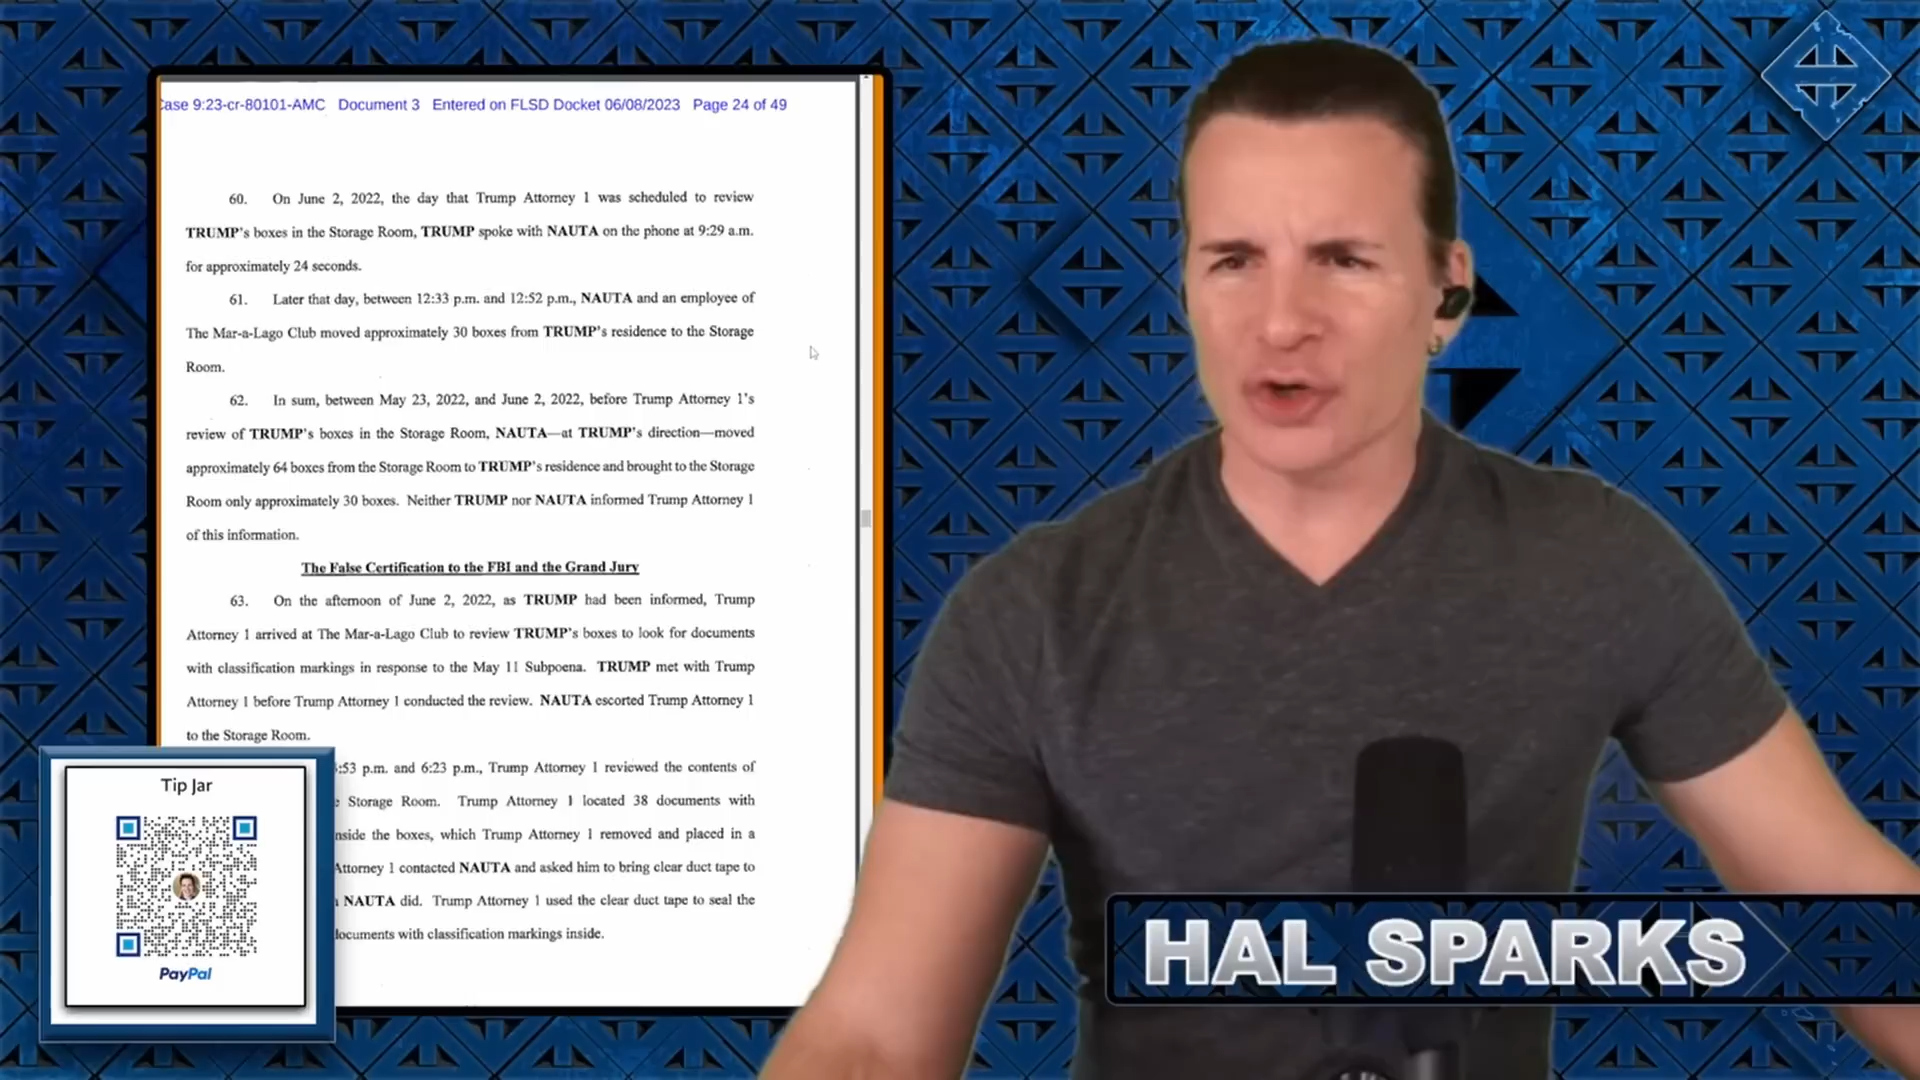 ase 9:23-cr-80101-AMC Document 3 Entered on FLSD Docket 06/08/2023 Page 24 of 49
60. On June 2, 2022, the day that Trump Attorney 1 was scheduled to review
TRUMP's boxes in the Storage Room, TRUMP spoke with NAUTA on the phone at 9:29 a.m.
for approximately 24 seconds.
61. Later that day, between 12:33 p.m. and 12:52 p.m., NAUTA and an employee of
The Mar-a-Lago Club moved approximately 30 boxes from TRUMP's residence to the Storage
Room.
62. In sum, between May 23, 2022, and June 2, 2022, before Trump Attorney 1's
review of TRUMP's boxes in the Storage Room, NAUTA—at TRUMP's direction—moved
approximately 64 boxes from the Storage Room to TRUMP's residence and brought to the Storage
Room only approximately 30 boxes. Neither TRUMP nor NAUTA informed Trump Attorney 1
of this information.
The False Certification to the FBI and the Grand Jury
63. On the afternoon of June 2, 2022, as TRUMP had been informed, Trump
Attorney 1 arrived at The Mar-a-Lago Club to review TRUMP's boxes to look for documents
with classification markings in response to the May 11 Subpoena. TRUMP met with Trump
Attorney 1 before Trump Attorney 1 conducted the review. NAUTA escorted Trump Attorney 1
to the Storage Room.
:53 p.m. and 6:23 p.m., Trump Attorney 1 reviewed the contents of
Storage Room. Trump Attorney 1 located 38 documents with
nside the boxes, which Trump Attorney 1 removed and placed in a
Attorney 1 contacted NAUTA and asked him to bring clear duct tape to
NAUTA did. Trump Attorney 1 used the clear duct tape to seal the
documents with classification markings inside.
Tip Jar
PayPal
HAL SPARKS